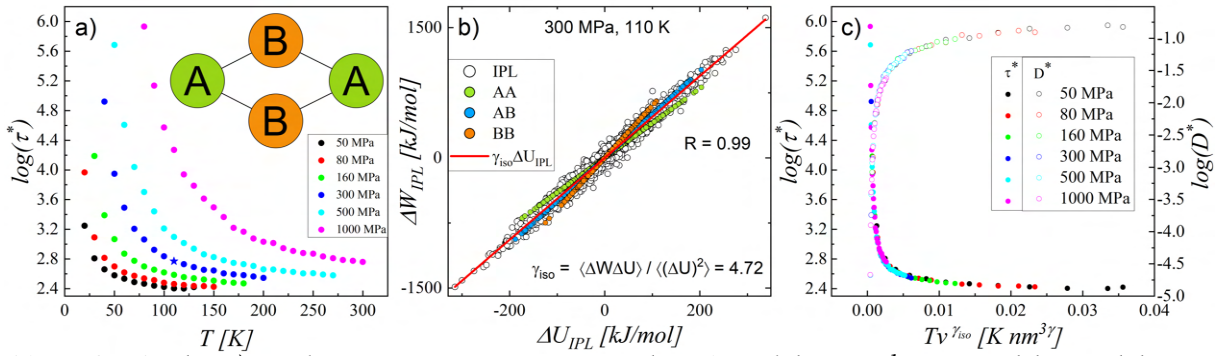 a)
log(τ*)
6.0
5.6
5.2
4.8
4.4
4.0
3.6
3.2
2.8
2.4
A
B
B
A
50 MPa
80 MPa
160 MPa
300 MPa
500 MPa
1000 MPa
0 50 100 150 200 250 300
T [K]
b)
300 MPa, 110 K
ΔW_IPL [kJ/mol]
1500
0
-1500
IPL
AA
AB
BB
γ_iso ΔU_IPL
R = 0.99
γ_iso = ⟨ΔWΔU⟩ / ⟨(ΔU)²⟩ = 4.72
-200 0 200
ΔU_IPL [kJ/mol]
c)
log(τ*)
6.0
5.6
5.2
4.8
4.4
4.0
3.6
3.2
2.8
2.4
τ* D*
50 MPa
80 MPa
160 MPa
300 MPa
500 MPa
1000 MPa
-1.0
-1.5
-2.0
-2.5
-3.0
-3.5
-4.0
-4.5
-5.0
log(D*)
0.00 0.01 0.02 0.03 0.04
Tv^γiso [K nm^3γ]